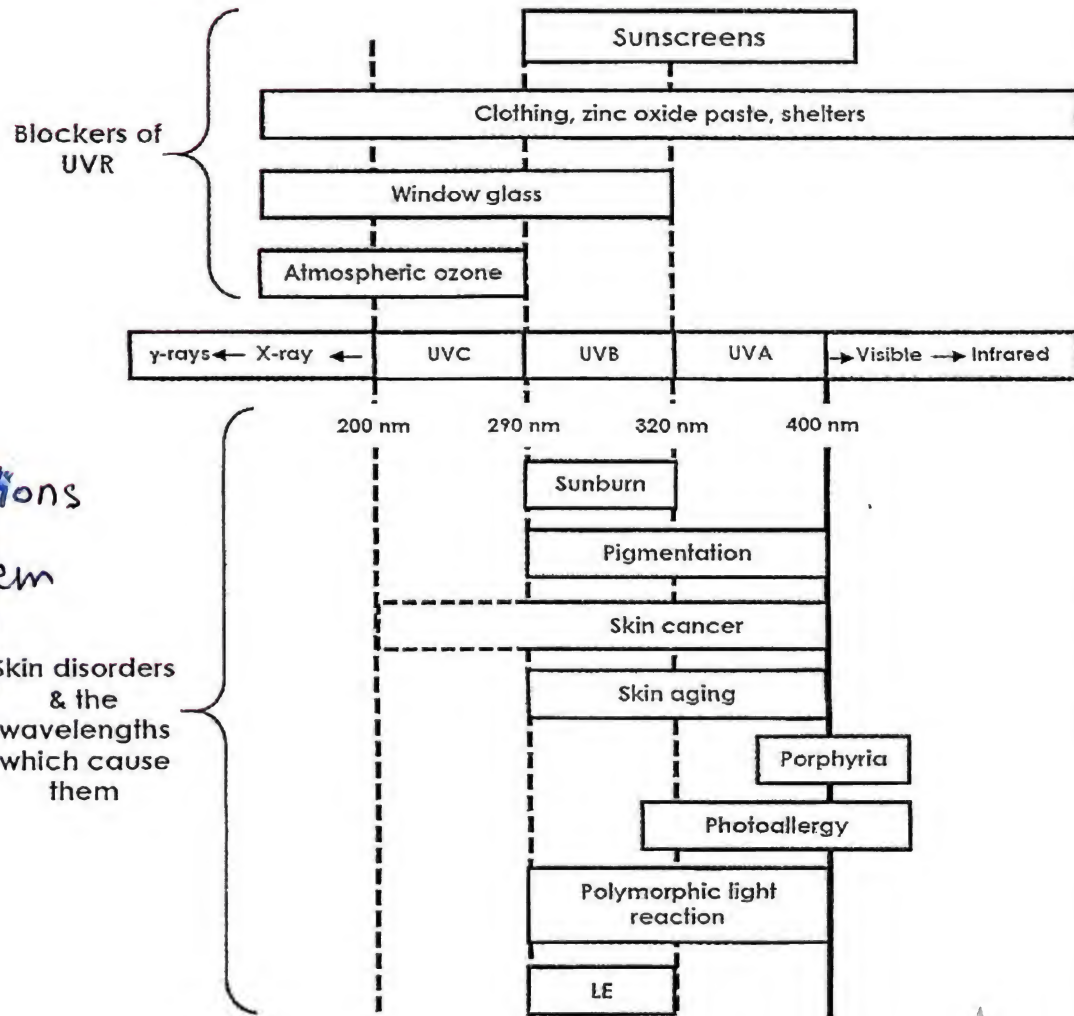 Sunscreens
Clothing, zinc oxide paste, shelters
Blockers of
UVR
Window glass
Atmospheric ozone
γ-rays ← X-ray ← UVC UVB UVA → Visible → Infrared
200 nm 290 nm 320 nm 400 nm
Sunburn
Pigmentation
Skin cancer
Skin disorders
& the
wavelengths
which cause
them
Skin aging
Porphyria
Photoallergy
Polymorphic light
reaction
LE